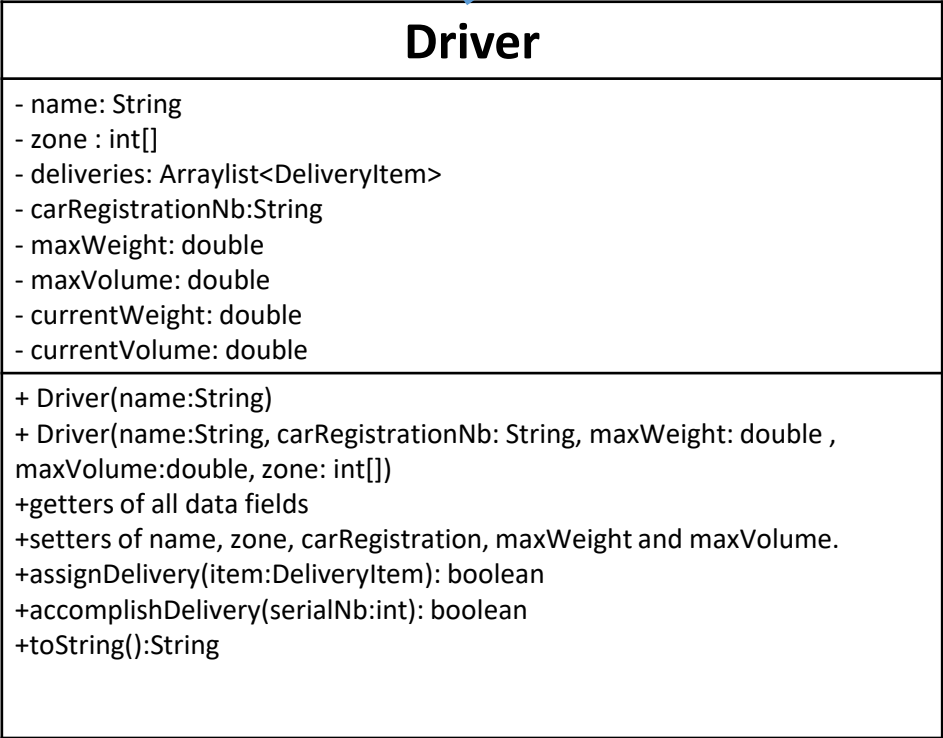 Driver
- name: String
- zone : int[]
- deliveries: Arraylist<DeliveryItem>
- carRegistrationNb:String
- maxWeight: double
- maxVolume: double
- currentWeight: double
- currentVolume: double
+ Driver(name:String)
+ Driver(name:String, carRegistrationNb: String, maxWeight: double ,
maxVolume:double, zone: int[])
+getters of all data fields
+setters of name, zone, carRegistration, maxWeight and maxVolume.
+assignDelivery(item:DeliveryItem): boolean
+accomplishDelivery(serialNb:int): boolean
+toString():String